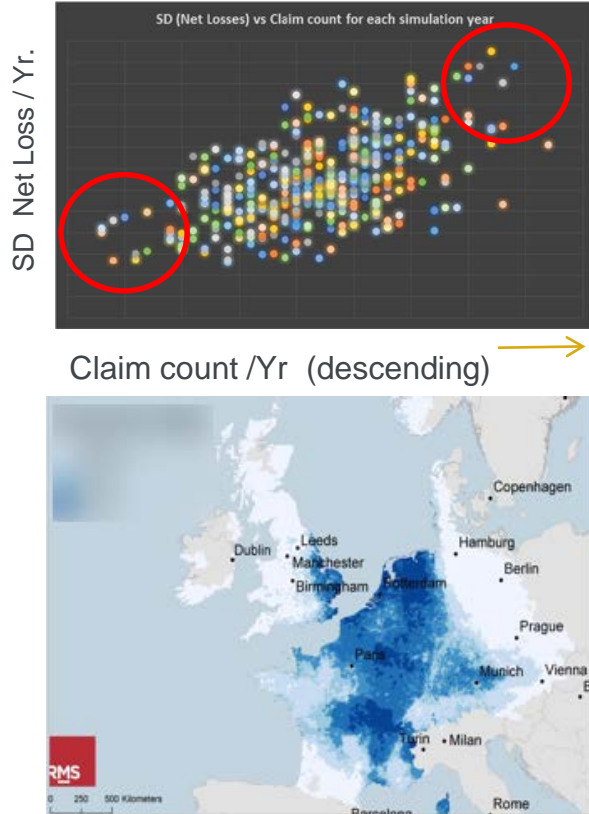 SD (Net Losses) vs Claim count for each simulation year
SD Net Loss / Yr.
Claim count /Yr (descending)
Copenhagen
Dublin
Leeds
Manchester
Birmingham
Hamburg
Berlin
Rotterdam
Prague
Paris
Munich
Vienna
B
Turin
Milan
RMS
0 250 500 Kilometers
Barcelona
Rome